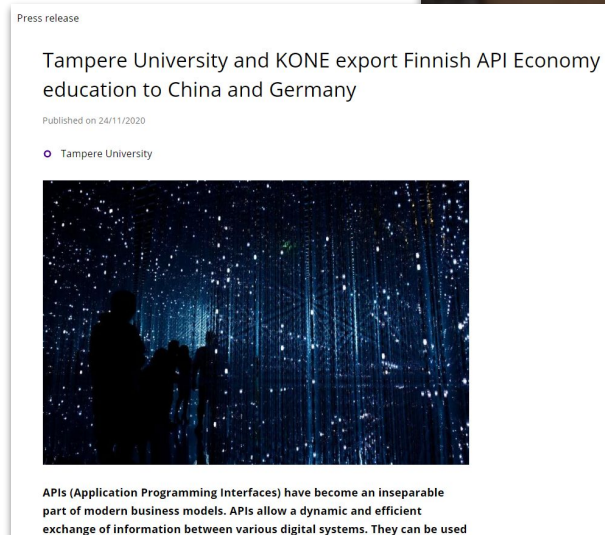 Press release
Tampere University and KONE export Finnish API Economy
education to China and Germany
Published on 24/11/2020
Tampere University
APIs (Application Programming Interfaces) have become an inseparable
part of modern business models. APIs allow a dynamic and efficient
exchange of information between various digital systems. They can be used